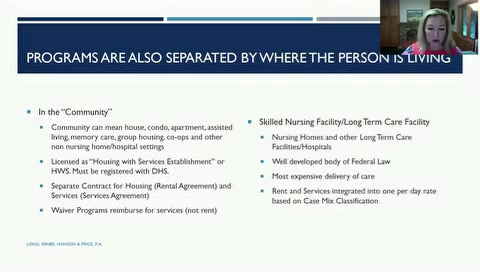 PROGRAMS ARE ALSO SEPARATED BY WHERE THE PERSON IS LIVING
In the "Community"
Community can mean house, condo, apartment, assisted
living, memory care, group housing, co-ops and other
non nursing home/hospital settings
Licensed as "Housing with Services Establishment" or
HWS. Must be registered with DHS.
Separate Contract for Housing (Rental Agreement) and
Services (Services Agreement)
Waiver Programs reimburse for services (not rent)
Skilled Nursing Facility/Long Term Care Facility
Nursing Homes and other Long Term Care
Facilities/Hospitals
Well developed body of Federal Law
Most expensive delivery of care
Rent and Services integrated into one per day rate
based on Case Mix Classification
LONG, REHER, HANSON & PRICE, P.A.